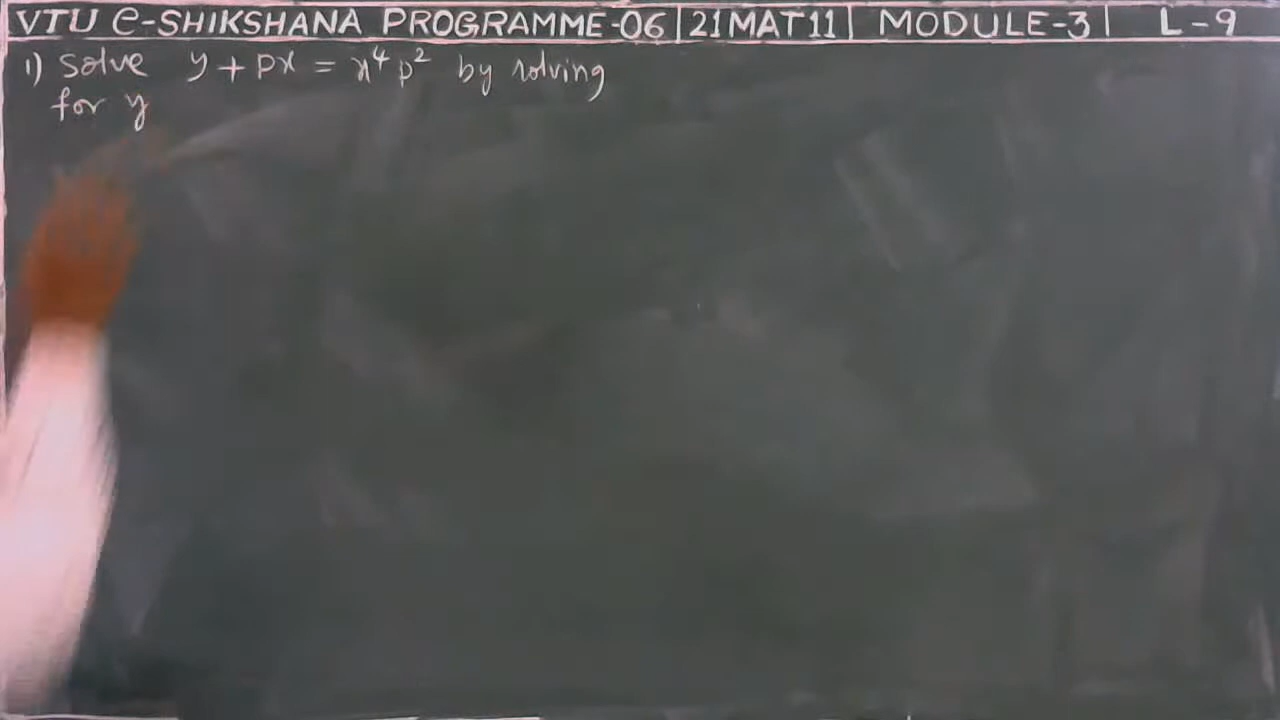 VTU e-SHIKSHANA PROGRAMME-06 | 21MAT11 | MODULE-3 | L-9
1) Solve y + px = x⁴p² by solving
for y